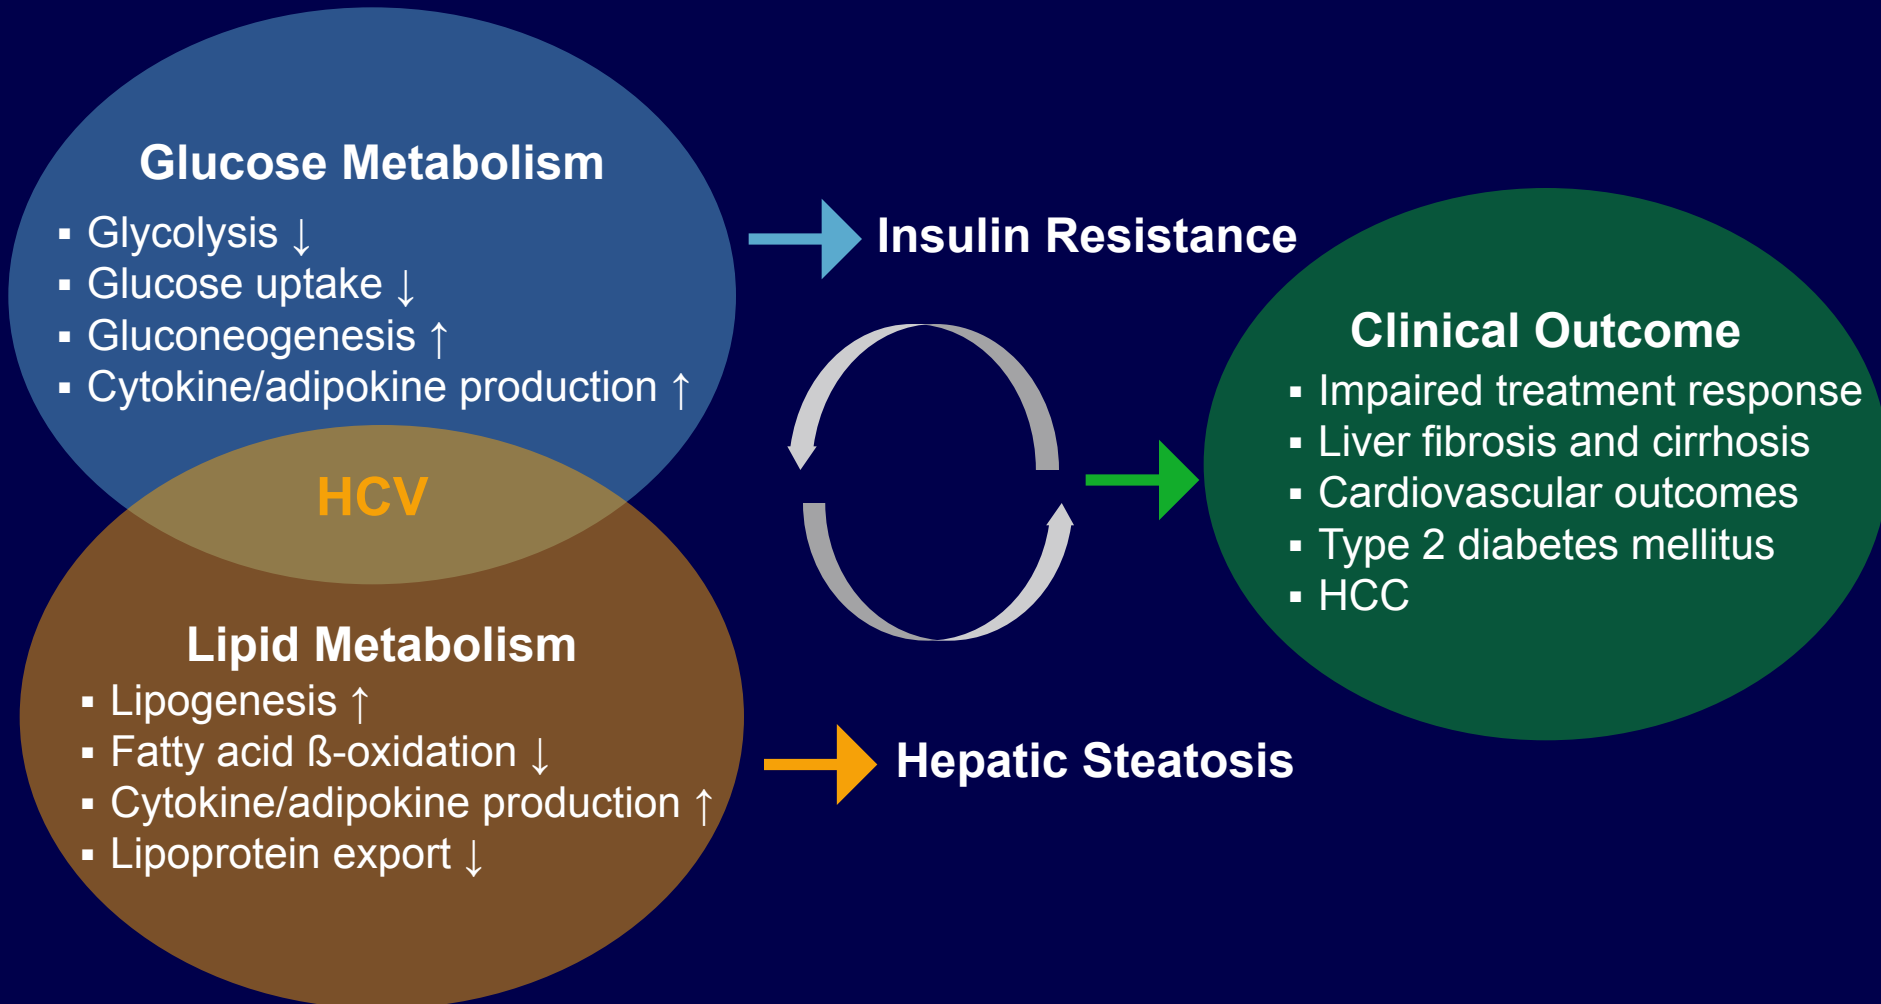 Glucose Metabolism
▪ Glycolysis ↓
▪ Glucose uptake ↓
▪ Gluconeogenesis ↑
▪ Cytokine/adipokine production ↑
HCV
Lipid Metabolism
▪ Lipogenesis ↑
▪ Fatty acid ß-oxidation ↓
▪ Cytokine/adipokine production ↑
▪ Lipoprotein export ↓
Insulin Resistance
Hepatic Steatosis
Clinical Outcome
▪ Impaired treatment response
▪ Liver fibrosis and cirrhosis
▪ Cardiovascular outcomes
▪ Type 2 diabetes mellitus
▪ HCC